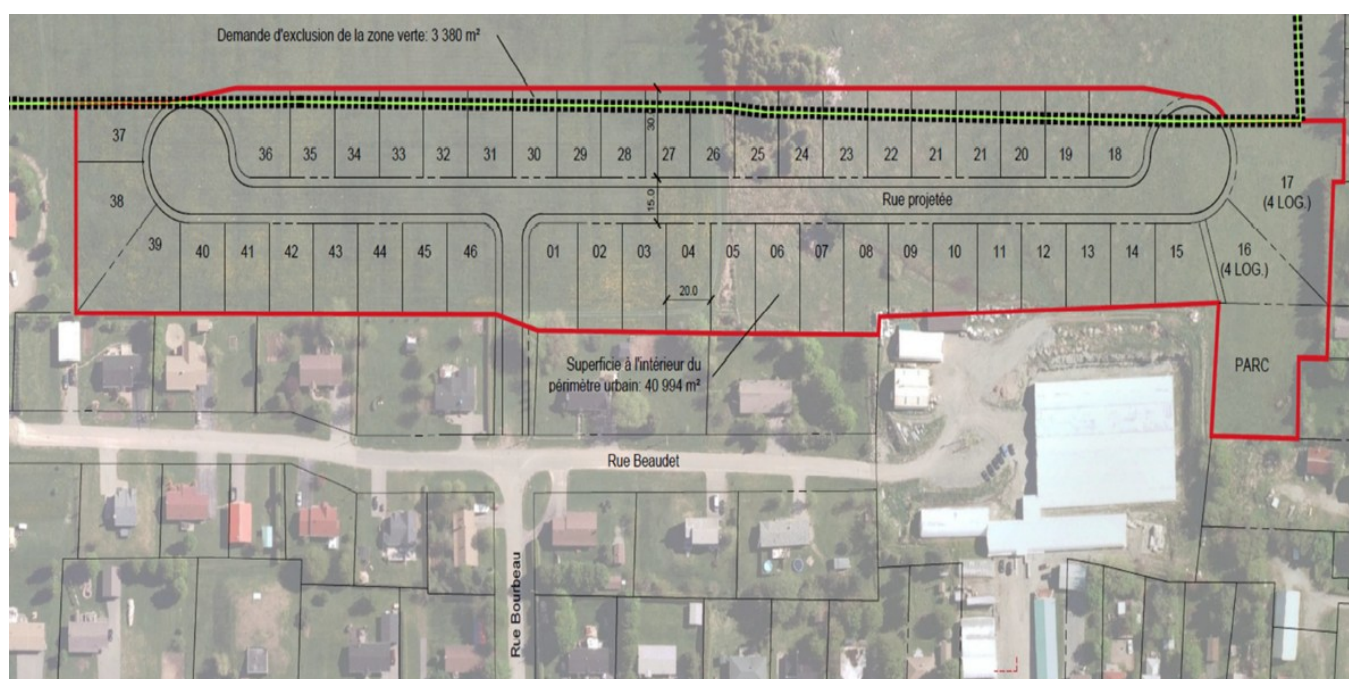 Demande d'exclusion de la zone verte: 3 380 m²
37
36 35 34 33 32 31 30 29 28 27 26 25 24 23 22 21 21 20 19 18
30.
38
15.0
Rue projetée
17
(4 LOG.)
39 40 41 42 43 44 45 46 01 02 03 04 05 06 07 08 09 10 11 12 13 14 15
16
(4 LOG.)
20.0
Superficie à l'intérieur du
périmètre urbain: 40 994 m²
PARC
Rue Beaudet
Rue Bourbeau